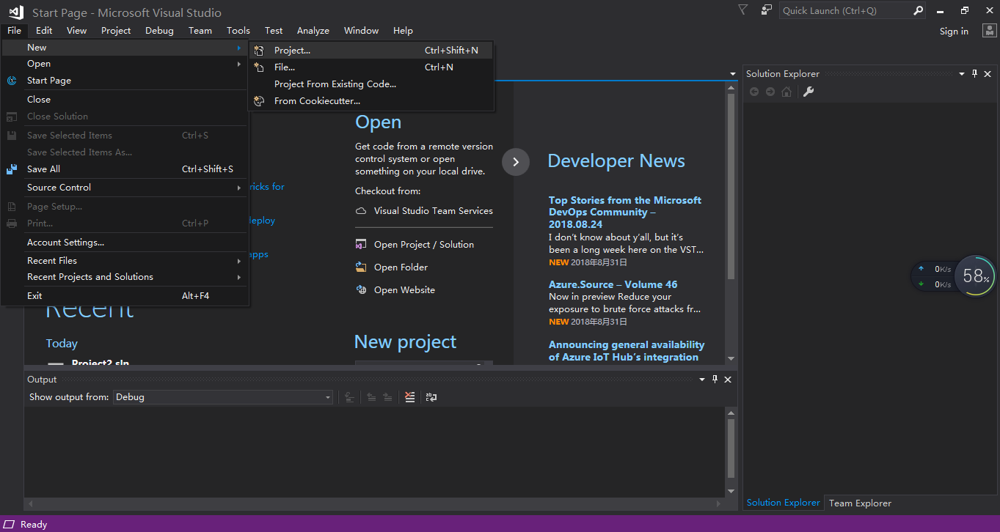 Start Page - Microsoft Visual Studio
Quick Launch (Ctrl+Q)
File Edit View Project Debug Team Tools Test Analyze Window Help
Sign in
New
Open
Start Page
Close
Close Solution
Save Selected Items Ctrl+S
Save Selected Items As...
Save All Ctrl+Shift+S
Source Control
Page Setup...
Print... Ctrl+P
Account Settings...
Recent Files
Recent Projects and Solutions
Exit Alt+F4
Project... Ctrl+Shift+N
File... Ctrl+N
Project From Existing Code...
From Cookiecutter...
ricks for
deploy
apps
Recent
Today
Project2.sln
Open
Get code from a remote version
control system or open
something on your local drive.
Checkout from:
Visual Studio Team Services
Open Project / Solution
Open Folder
Open Website
New project
Developer News
Top Stories from the Microsoft
DevOps Community –
2018.08.24
I don’t know about y’all, but it’s
been a long week here on the VST...
NEW 2018年8月31日
Azure.Source – Volume 46
Now in preview Reduce your
exposure to brute force attacks fr...
NEW 2018年8月31日
Announcing general availability
of Azure IoT Hub’s integration
Solution Explorer
0K/s
0K/s
58%
Output
Show output from: Debug
Solution Explorer Team Explorer
Ready